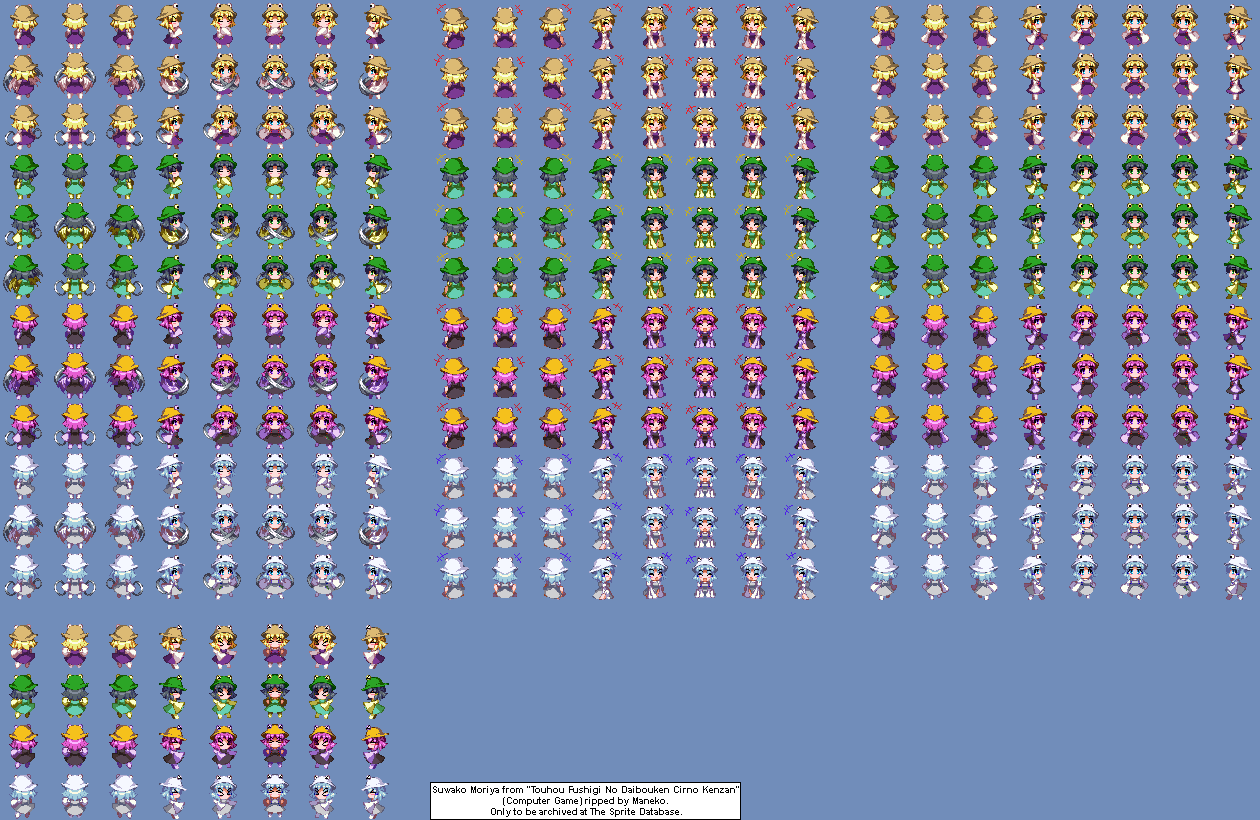 Suwako Moriya from "Touhou Fushigi No Daibouken Cirno Kenzan"
(Computer Game) ripped by Maneko.
Only to be archived at The Sprite Database.